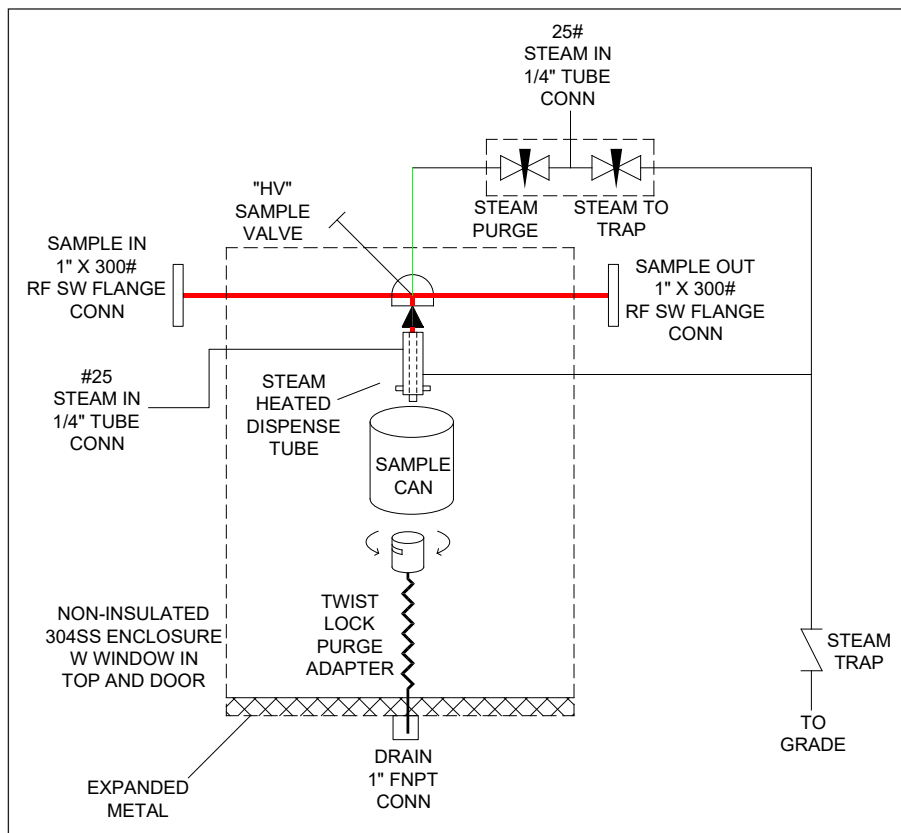 25#
STEAM IN
1/4" TUBE
CONN
"HV"
SAMPLE
VALVE
STEAM
PURGE
STEAM TO
TRAP
SAMPLE IN
1" X 300#
RF SW FLANGE
CONN
SAMPLE OUT
1" X 300#
RF SW FLANGE
CONN
#25
STEAM IN
1/4" TUBE
CONN
STEAM
HEATED
DISPENSE
TUBE
SAMPLE
CAN
NON-INSULATED
304SS ENCLOSURE
W WINDOW IN
TOP AND DOOR
TWIST
LOCK
PURGE
ADAPTER
STEAM
TRAP
TO
GRADE
DRAIN
1" FNPT
CONN
EXPANDED
METAL